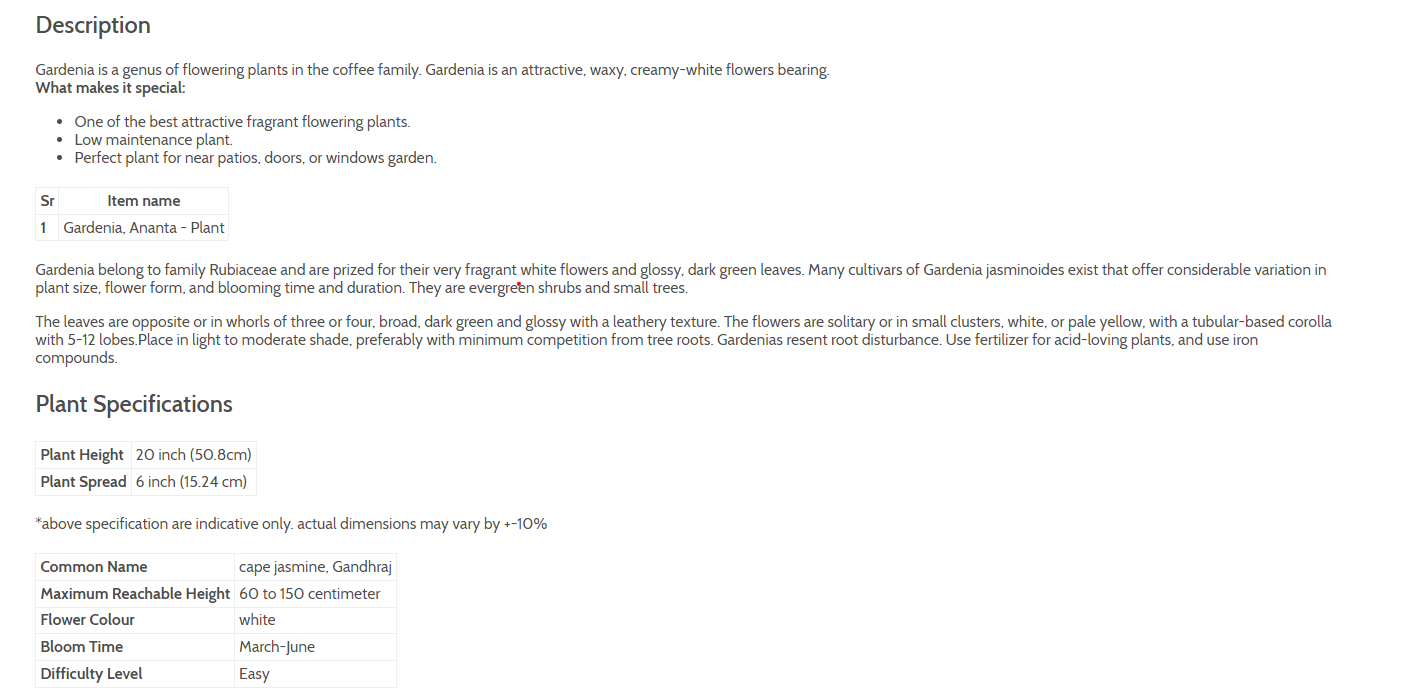 Description
Gardenia is a genus of flowering plants in the coffee family. Gardenia is an attractive, waxy, creamy-white flowers bearing.
What makes it special:
• One of the best attractive fragrant flowering plants.
• Low maintenance plant.
• Perfect plant for near patios, doors, or windows garden.
Sr Item name
1 Gardenia, Ananta - Plant
Gardenia belong to family Rubiaceae and are prized for their very fragrant white flowers and glossy, dark green leaves. Many cultivars of Gardenia jasminoides exist that offer considerable variation in
plant size, flower form, and blooming time and duration. They are evergreen shrubs and small trees.
The leaves are opposite or in whorls of three or four, broad, dark green and glossy with a leathery texture. The flowers are solitary or in small clusters, white, or pale yellow, with a tubular-based corolla
with 5-12 lobes.Place in light to moderate shade, preferably with minimum competition from tree roots. Gardenias resent root disturbance. Use fertilizer for acid-loving plants, and use iron
compounds.
Plant Specifications
Plant Height 20 inch (50.8cm)
Plant Spread 6 inch (15.24 cm)
*above specification are indicative only. actual dimensions may vary by +-10%
Common Name cape jasmine, Gandhraj
Maximum Reachable Height 60 to 150 centimeter
Flower Colour white
Bloom Time March-June
Difficulty Level Easy